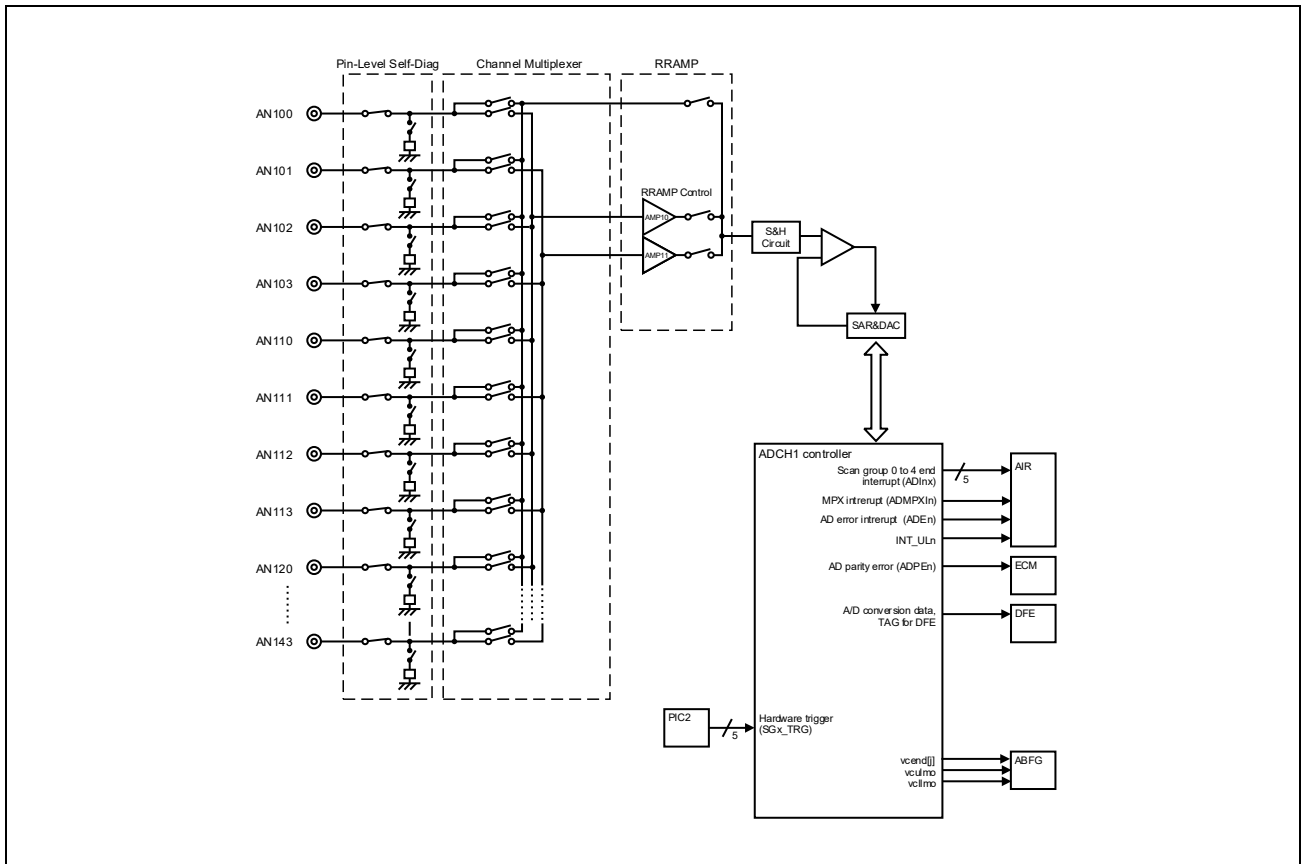 Pin-Level Self-Diag
Channel Multiplexer
RRAMP
AN100
AN101
AN102
AN103
AN110
AN111
AN112
AN113
AN120
AN143
RRAMP Control
AMP10
AMP11
S&H
Circuit
SAR&DAC
ADCH1 controller
Scan group 0 to 4 end
interrupt (ADInx)
5
AIR
MPX intrerupt (ADMPXIn)
AD error intrerupt (ADEn)
INT_ULn
AD parity error (ADPEn)
ECM
A/D conversion data,
TAG for DFE
DFE
PIC2
5
Hardware trigger
(SGx_TRG)
vcend[j]
vculmo
vcllmo
ABFG